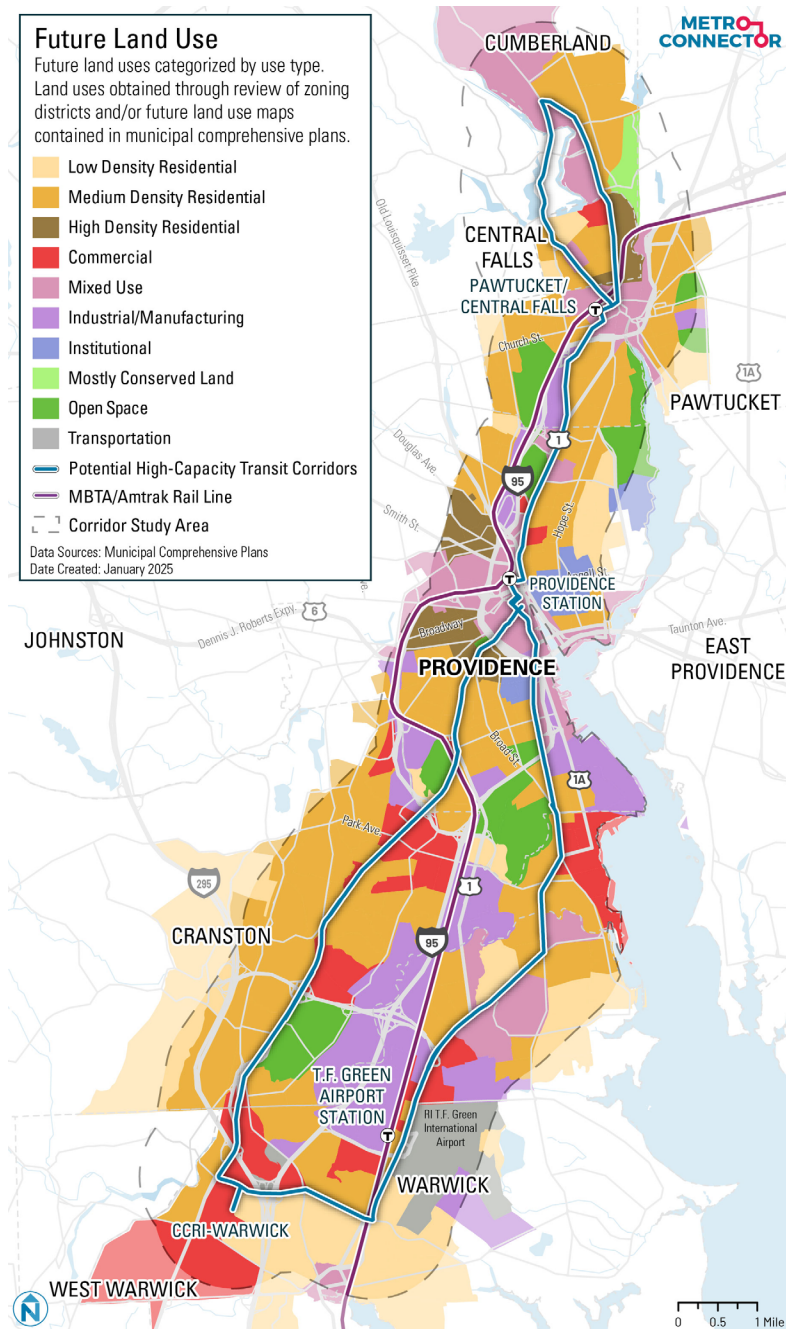 Future Land Use
Future land uses categorized by use type.
Land uses obtained through review of zoning
districts and/or future land use maps
contained in municipal comprehensive plans.
Low Density Residential
Medium Density Residential
High Density Residential
Commercial
Mixed Use
Industrial/Manufacturing
Institutional
Mostly Conserved Land
Open Space
Transportation
Potential High-Capacity Transit Corridors
MBTA/Amtrak Rail Line
Corridor Study Area
Data Sources: Municipal Comprehensive Plans
Date Created: January 2025
METRO
CONNECTOR
CUMBERLAND
Old Louisquisset Pike
CENTRAL
FALLS
PAWTUCKET/
CENTRAL FALLS
T
Church St.
1A
PAWTUCKET
1
Douglas Ave.
95
Smith St.
Hope St.
T
PROVIDENCE
STATION
6
Dennis J. Roberts Expy.
JOHNSTON
Broadway
Taunton Ave.
EAST
PROVIDENCE
PROVIDENCE
Broad St.
1A
Park Ave.
295
1
CRANSTON
95
T.F. GREEN
AIRPORT
STATION
T
RI T.F. Green
International
Airport
WARWICK
CCRI-WARWICK
WEST WARWICK
N
0 0.5 1 Mile